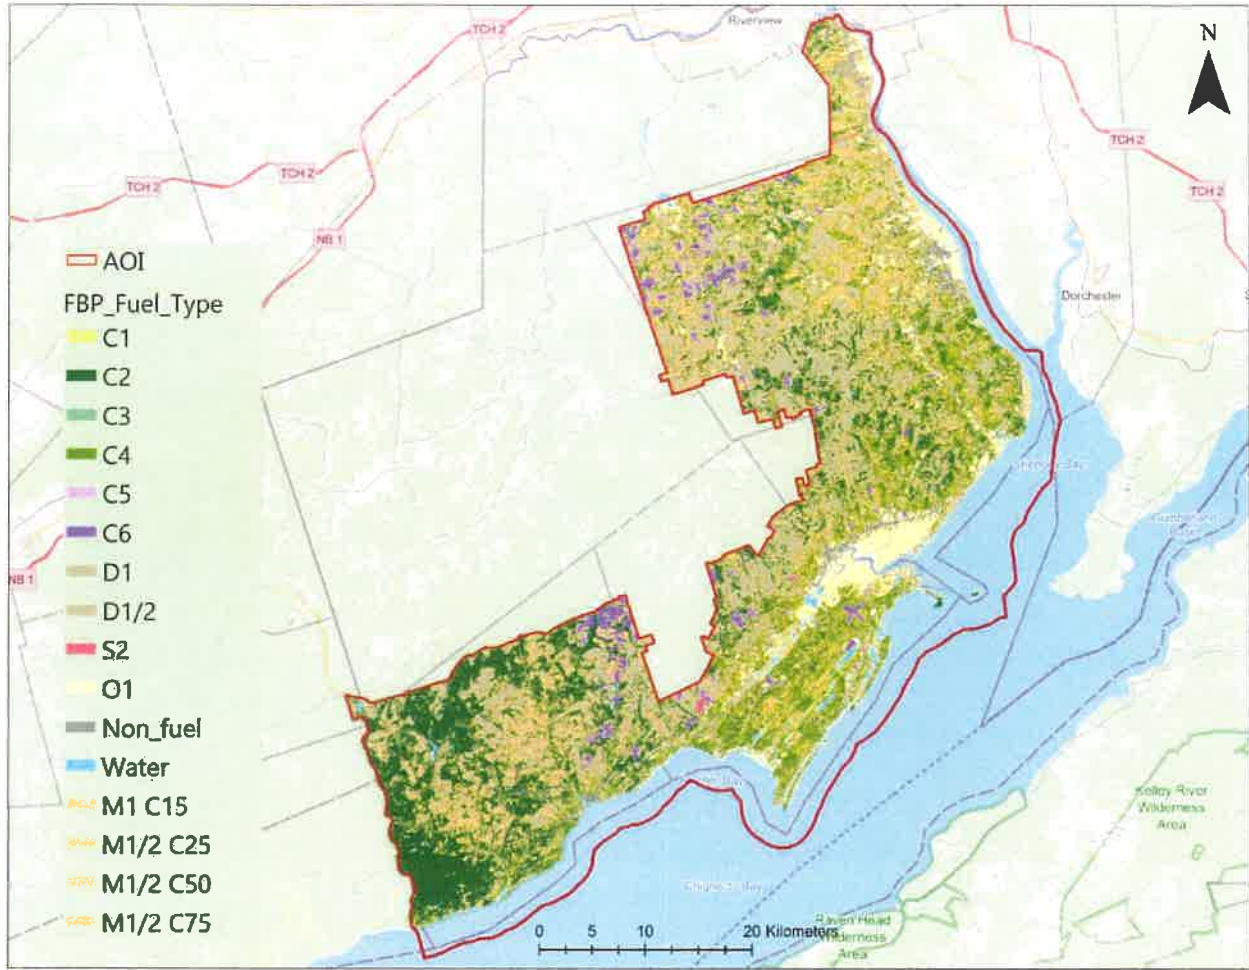 Riverview
TCH 2
N
TCH 2
TCH 2
TCH 2
TCH 2
NB 1
AOI
Dorchester
FBP_Fuel_Type
C1
C2
C3
C4
C5
C6
NB 1
D1
D1/2
S2
O1
Non_fuel
Water
M1 C15
Kelley River
Wilderness
Area
M1/2 C25
M1/2 C50
M1/2 C75
Raven Head
Wilderness
Area
0 5 10 20 Kilometers